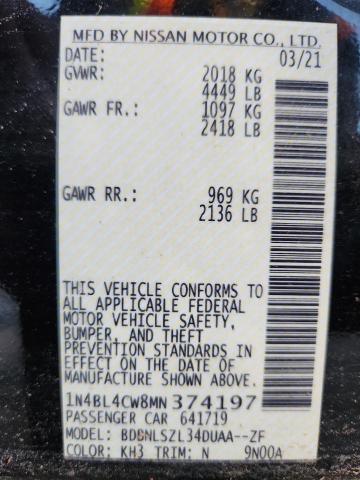 MFD BY NISSAN MOTOR CO., LTD.
DATE: 03/21
GVWR: 2018 KG
4449 LB
GAWR FR.: 1097 KG
2418 LB
GAWR RR.: 969 KG
2136 LB
THIS VEHICLE CONFORMS TO
ALL APPLICABLE FEDERAL
MOTOR VEHICLE SAFETY,
BUMPER, AND THEFT
PREVENTION STANDARDS IN
EFFECT ON THE DATE OF
MANUFACTURE SHOWN ABOVE.
1N4BL4CW8MN 374197
PASSENGER CAR 641719
MODEL: BDBNLSZL34DUAA--ZF
COLOR: KH3 TRIM: N 9N00A